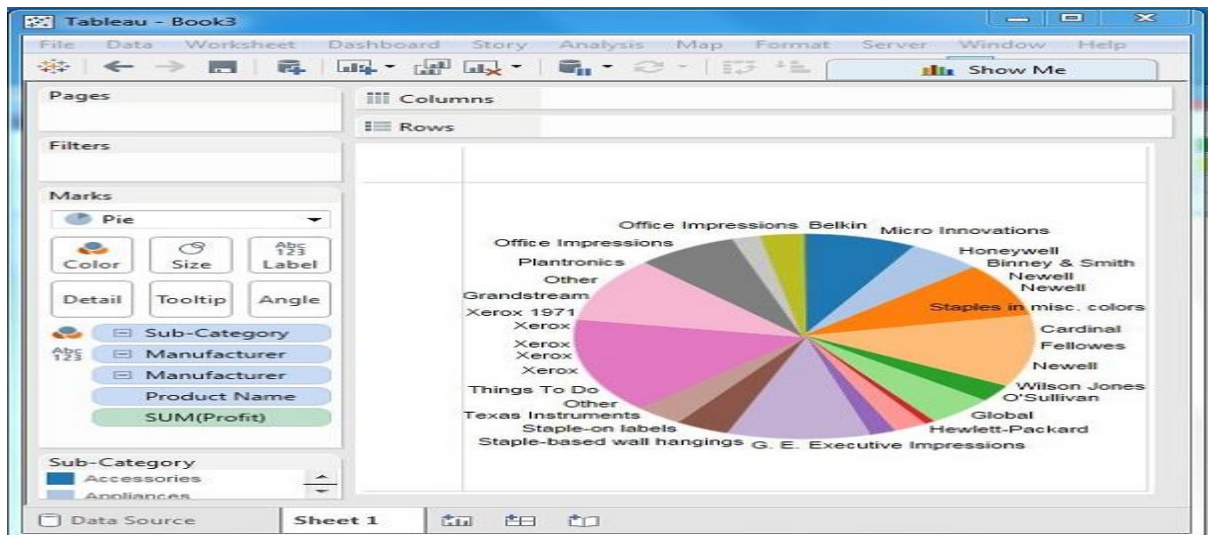 Tableau - Book3
File Data Worksheet Dashboard Story Analysis Map Format Server Window Help
Show Me
Pages
Columns
Rows
Filters
Marks
Pie
Color Size Abc 123 Label
Detail Tooltip Angle
Sub-Category
Abc 123 Manufacturer
Manufacturer
Product Name
SUM(Profit)
Sub-Category
Accessories
Appliances
Office Impressions Belkin Micro Innovations
Office Impressions Honeywell
Plantronics Binney & Smith
Other Newell
Grandstream Newell
Xerox 1971 Staples in misc. colors
Xerox Cardinal
Xerox Fellowes
Xerox
Xerox Newell
Things To Do Wilson Jones
Other O'Sullivan
Texas Instruments Global
Staple-on labels Hewlett-Packard
Staple-based wall hangings G. E. Executive Impressions
Data Source Sheet 1